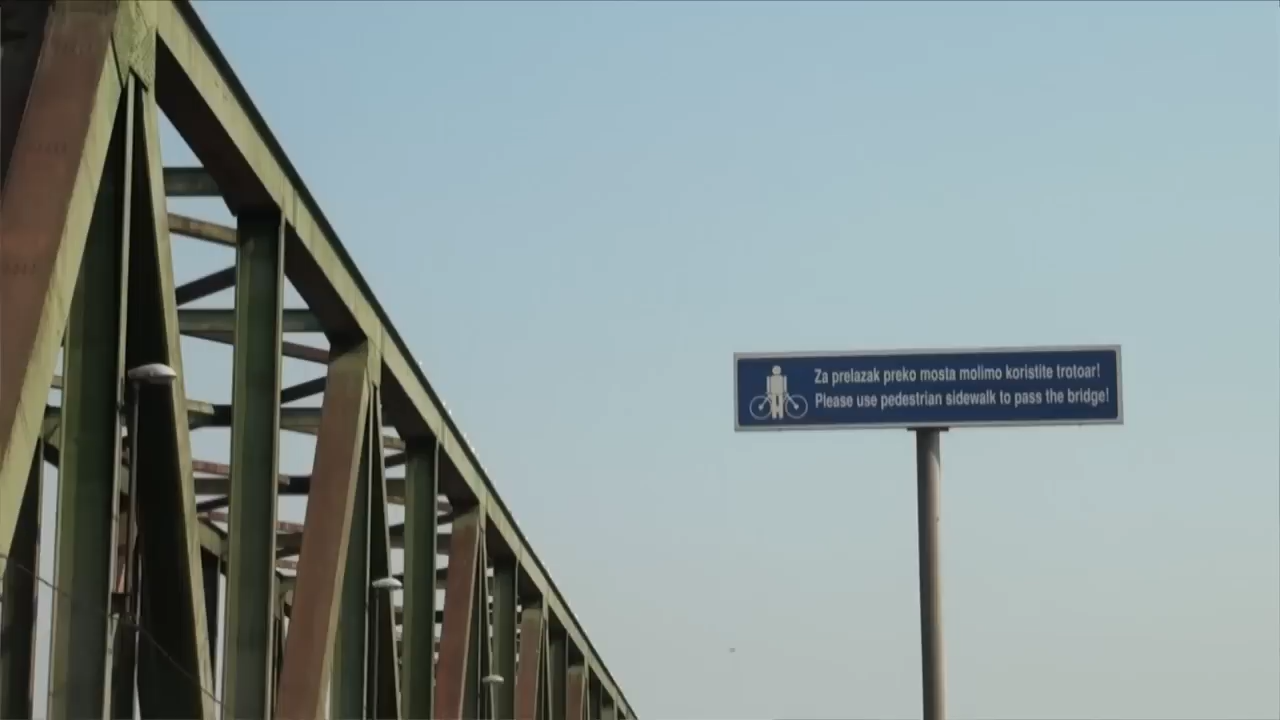 Za prelazak preko mosta molimo koristite trotoar!
Please use pedestrian sidewalk to pass the bridge!